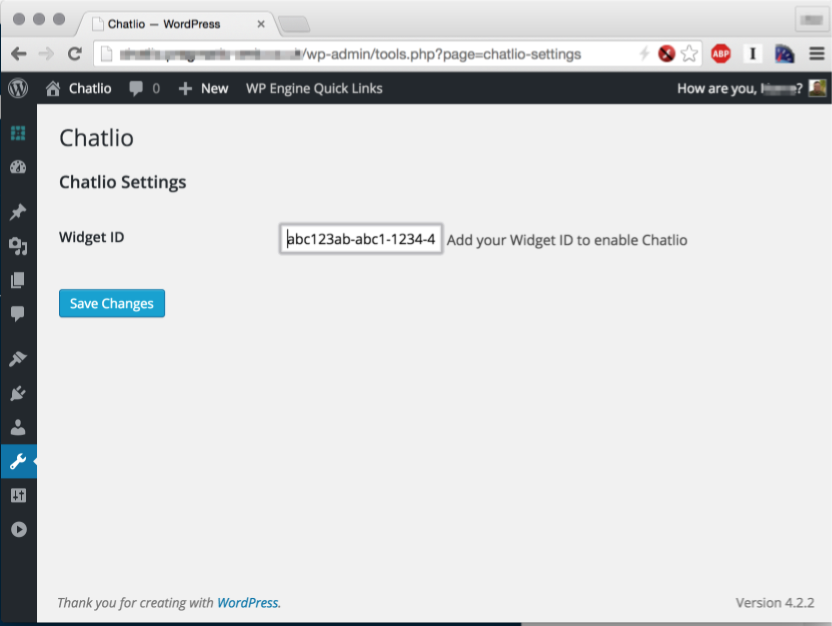 Chatlio — WordPress
/wp-admin/tools.php?page=chatlio-settings
ABP
I
Chatlio 0 New WP Engine Quick Links
How are you, ?
Chatlio
Chatlio Settings
Widget ID
abc123ab-abc1-1234-4 Add your Widget ID to enable Chatlio
Save Changes
Thank you for creating with WordPress.
Version 4.2.2